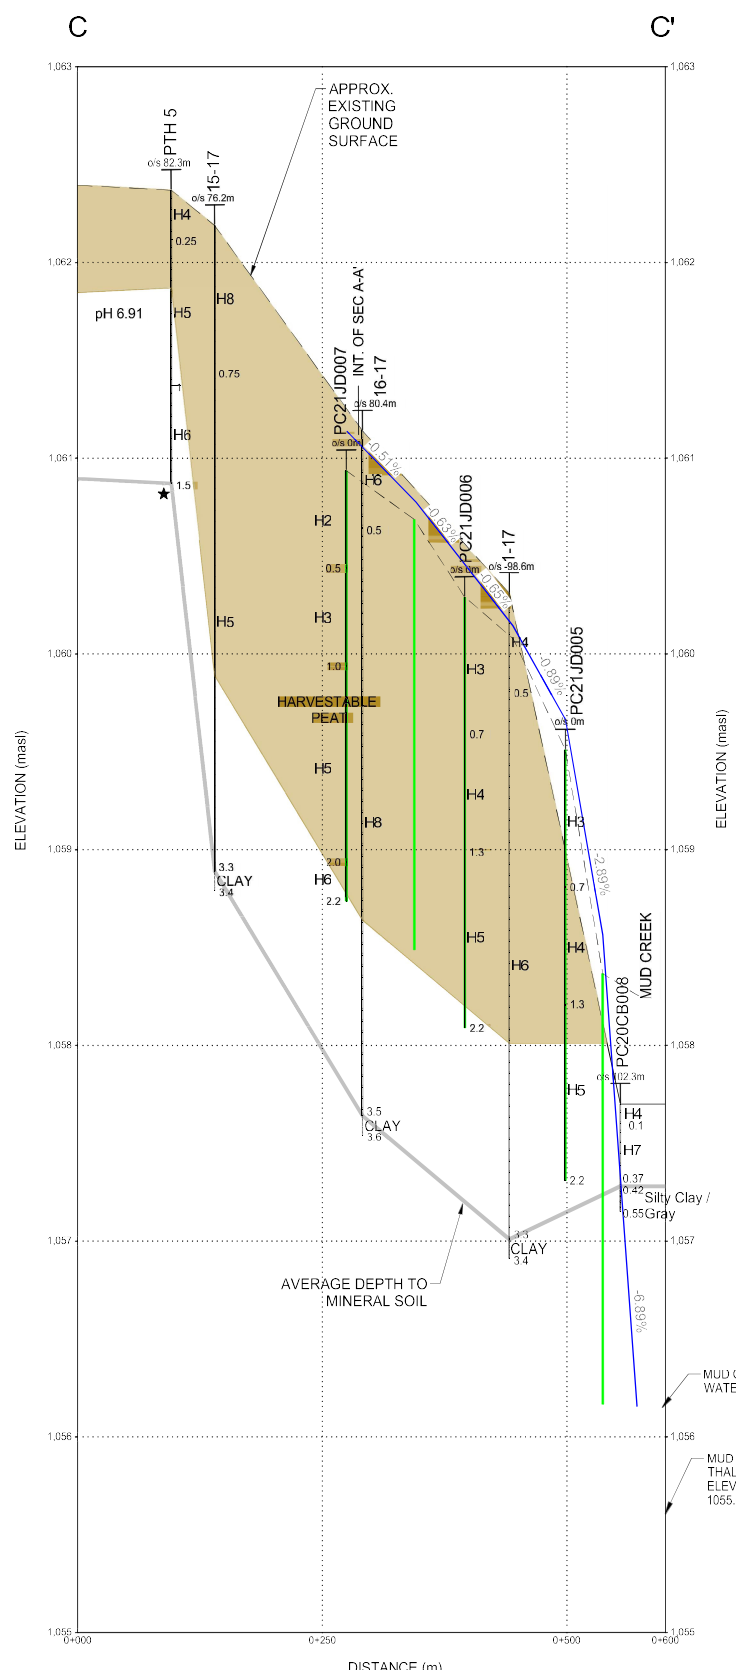 C
C'
1,063
1,063
APPROX.
EXISTING
GROUND
SURFACE
PTH 5
o/s 82.3m
15-17
o/s 76.2m
H4
0.25
1,062
1,062
H8
pH 6.91
H5
INT. OF SEC A-A'
PC21JD007
16-17
0.75
1
o/s 80.4m
H6
o/s 0m
-0.51%
1,061
1,061
H6
1.5
PC21JD006
-0.63%
H2
0.5
1-17
0.5
o/s 0m
o/s -98.6m
-0.65%
H3
H5
H4
1,060
1,060
1.0
H3
-0.89%
PC21JD005
0.5
HARVESTABLE
PEAT
o/s 0m
0.7
ELEVATION (masl)
ELEVATION (masl)
H5
H4
H8
H3
1,059
1,059
2.0
1.3
-2.89%
3.3
CLAY
3.4
H6
0.7
2.2
MUD CREEK
H5
H4
H6
1.3
2.2
PC20CB008
1,058
1,058
o/s 102.3m
H5
3.5
CLAY
3.6
H4
0.1
H7
2.2
0.37
0.42
Silty Clay /
0.55
Gray
1,057
1,057
3.3
CLAY
3.4
AVERAGE DEPTH TO
MINERAL SOIL
-6.89%
MUD
WATE
1,056
1,056
MUD
THAL
ELEV
1055.
1,055
1,055
0+000
0+250
0+500
0+600
DISTANCE (m)